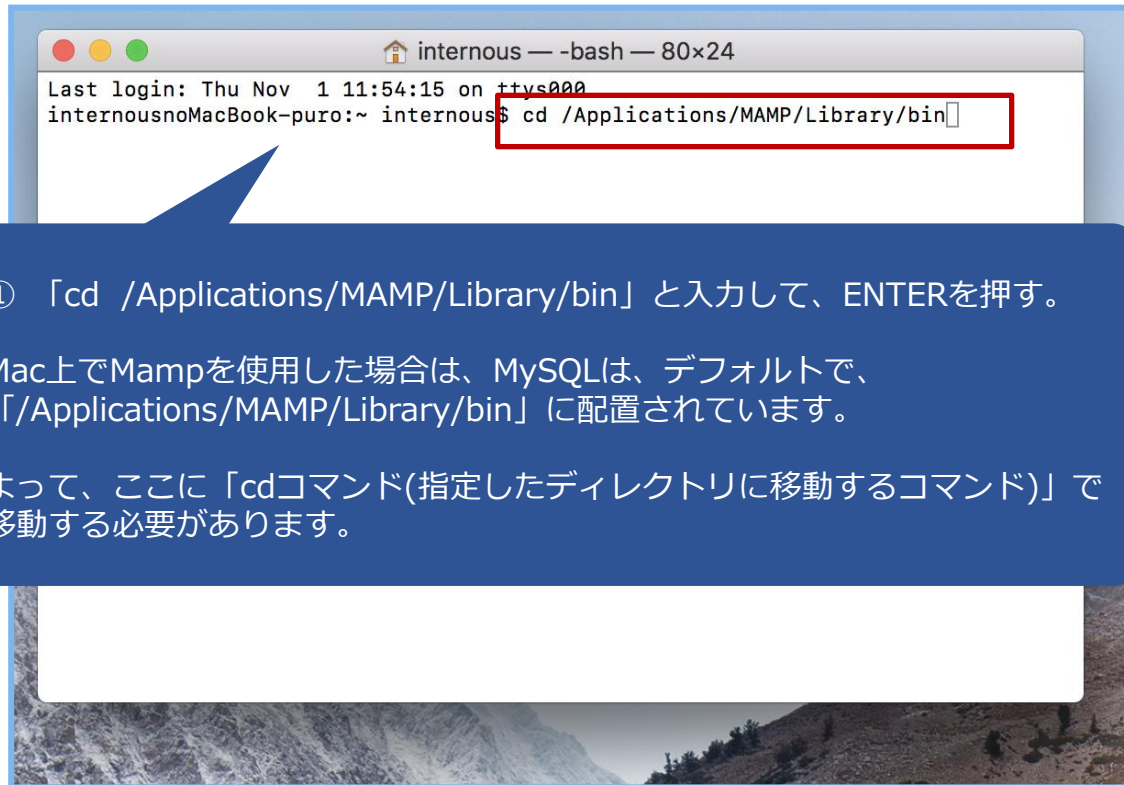 internous — -bash — 80×24
Last login: Thu Nov  1 11:54:15 on ttys000
internousnoMacBook-puro:~ internous$ cd /Applications/MAMP/Library/bin
① 「cd /Applications/MAMP/Library/bin」と入力して、ENTERを押す。
Mac上でMampを使用した場合は、MySQLは、デフォルトで、
「/Applications/MAMP/Library/bin」に配置されています。
よって、ここに「cdコマンド(指定したディレクトリに移動するコマンド)」で
移動する必要があります。